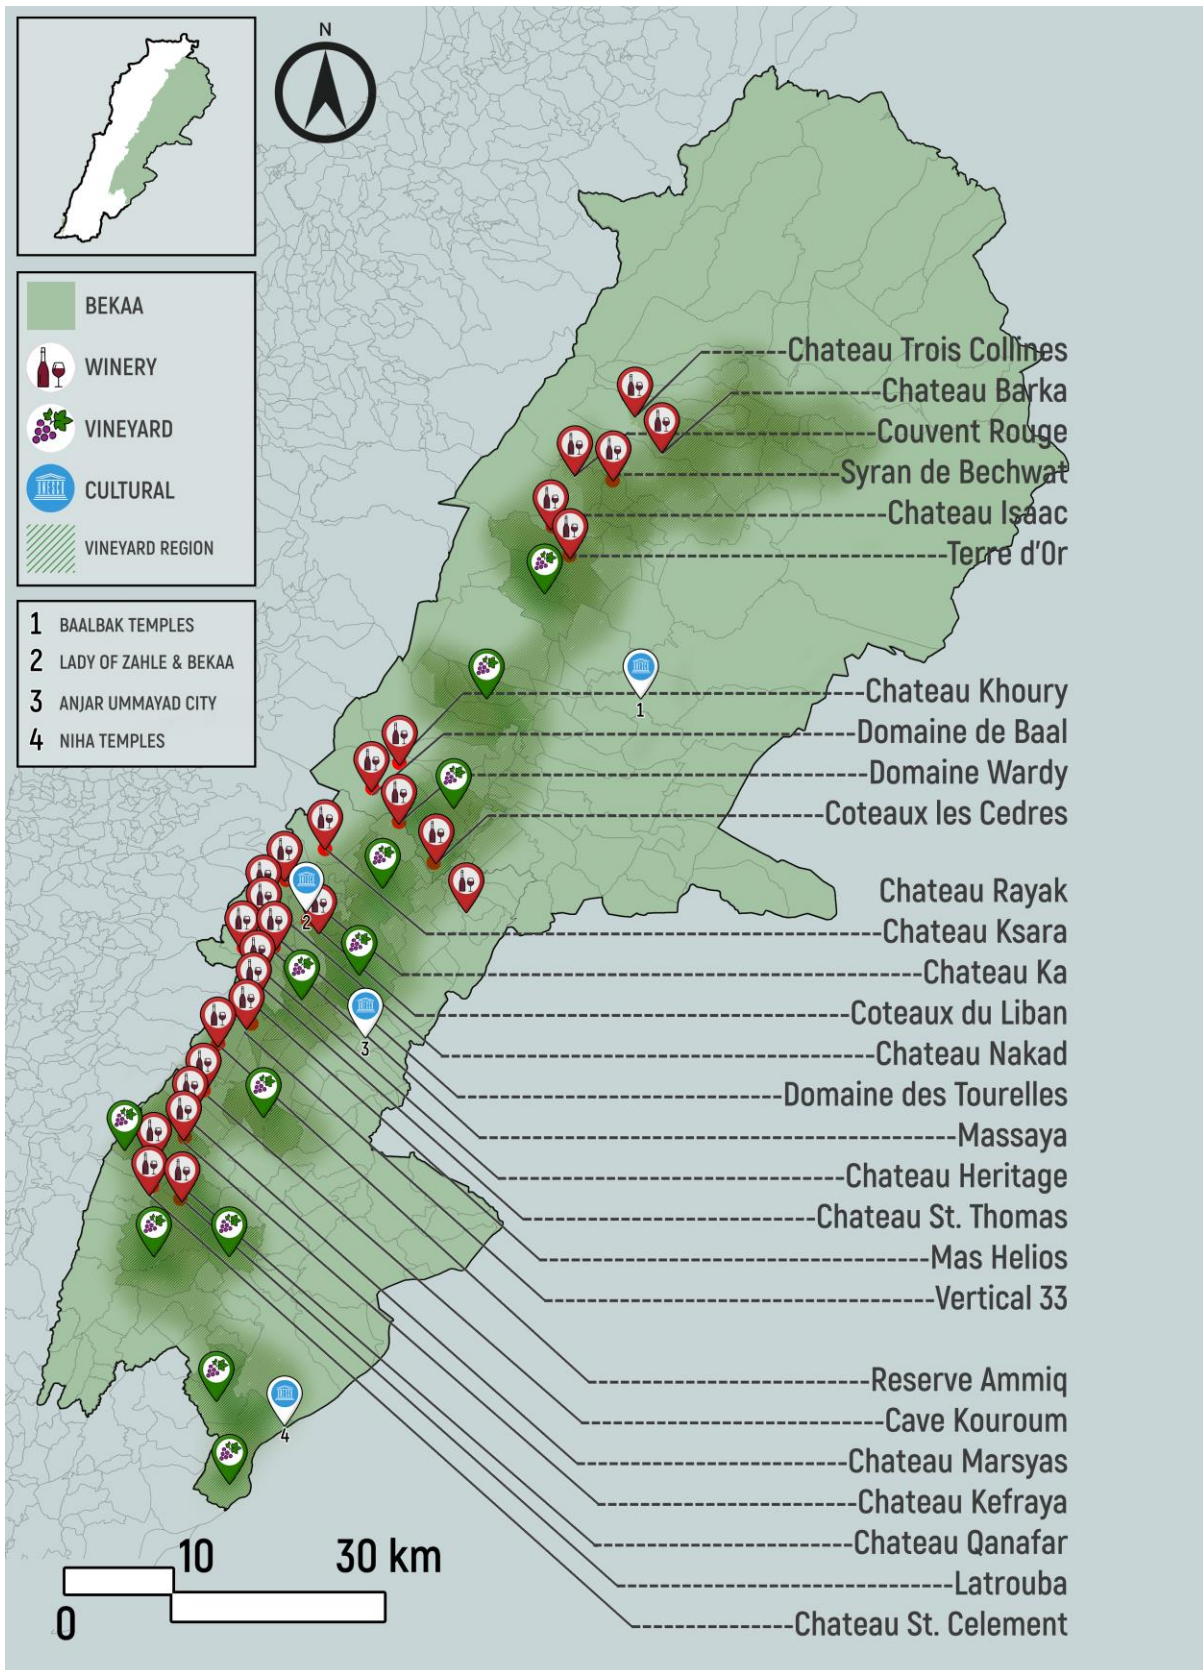 N
BEKAA
WINERY
VINEYARD
UNESCO
CULTURAL
VINEYARD REGION
1 BAALBAK TEMPLES
2 LADY OF ZAHLE & BEKAA
3 ANJAR UMMAYAD CITY
4 NIHA TEMPLES
Chateau Trois Collines
Chateau Barka
Couvent Rouge
Syran de Bechwat
Chateau Isaac
Terre d'Or
1
Chateau Khoury
Domaine de Baal
Domaine Wardy
Coteaux les Cedres
Chateau Rayak
2
Chateau Ksara
Chateau Ka
Coteaux du Liban
3
Chateau Nakad
Domaine des Tourelles
Massaya
Chateau Heritage
Chateau St. Thomas
Mas Helios
Vertical 33
Reserve Ammiq
Cave Kouroum
4
Chateau Marsyas
Chateau Kefraya
Chateau Qanafar
Latrouba
Chateau St. Celement
10 30 km
0